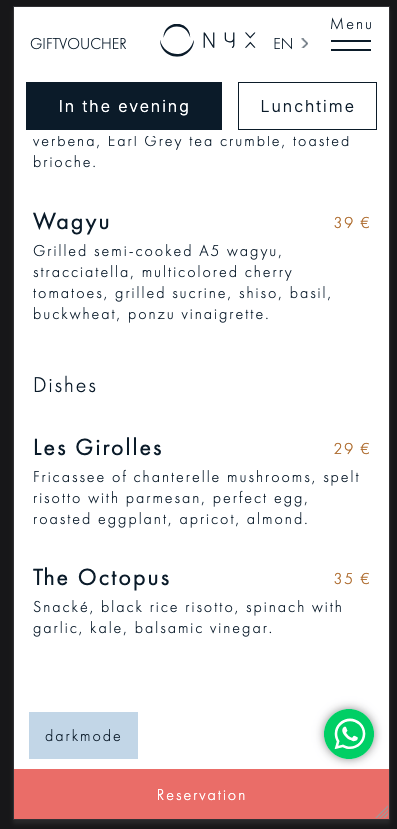 Menu
GIFTVOUCHER
ONYX
EN
In the evening
Lunchtime
verbena, Earl Grey tea crumble, toasted
brioche.
Wagyu
39 €
Grilled semi-cooked A5 wagyu,
stracciatella, multicolored cherry
tomatoes, grilled sucrine, shiso, basil,
buckwheat, ponzu vinaigrette.
Dishes
Les Girolles
29 €
Fricassee of chanterelle mushrooms, spelt
risotto with parmesan, perfect egg,
roasted eggplant, apricot, almond.
The Octopus
35 €
Snacké, black rice risotto, spinach with
garlic, kale, balsamic vinegar.
darkmode
Reservation